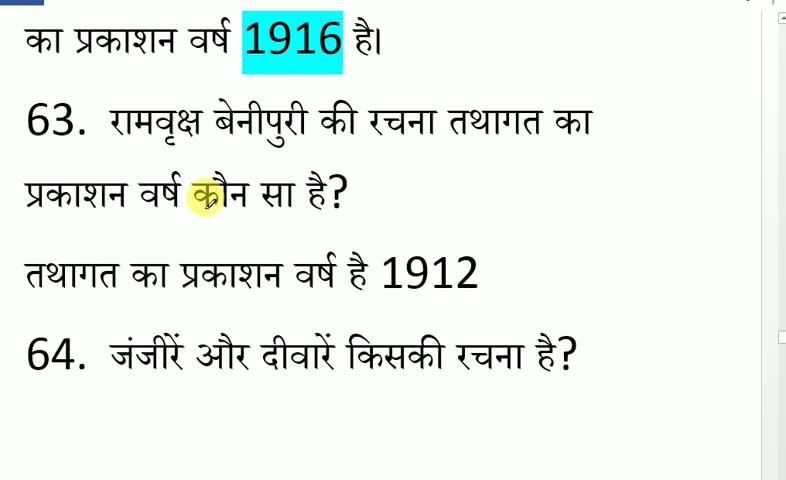 का प्रकाशन वर्ष 1916 है।
63. रामवृक्ष बेनीपुरी की रचना तथागत का
प्रकाशन वर्ष कौन सा है?
तथागत का प्रकाशन वर्ष है 1912
64. जंजीरें और दीवारें किसकी रचना है?